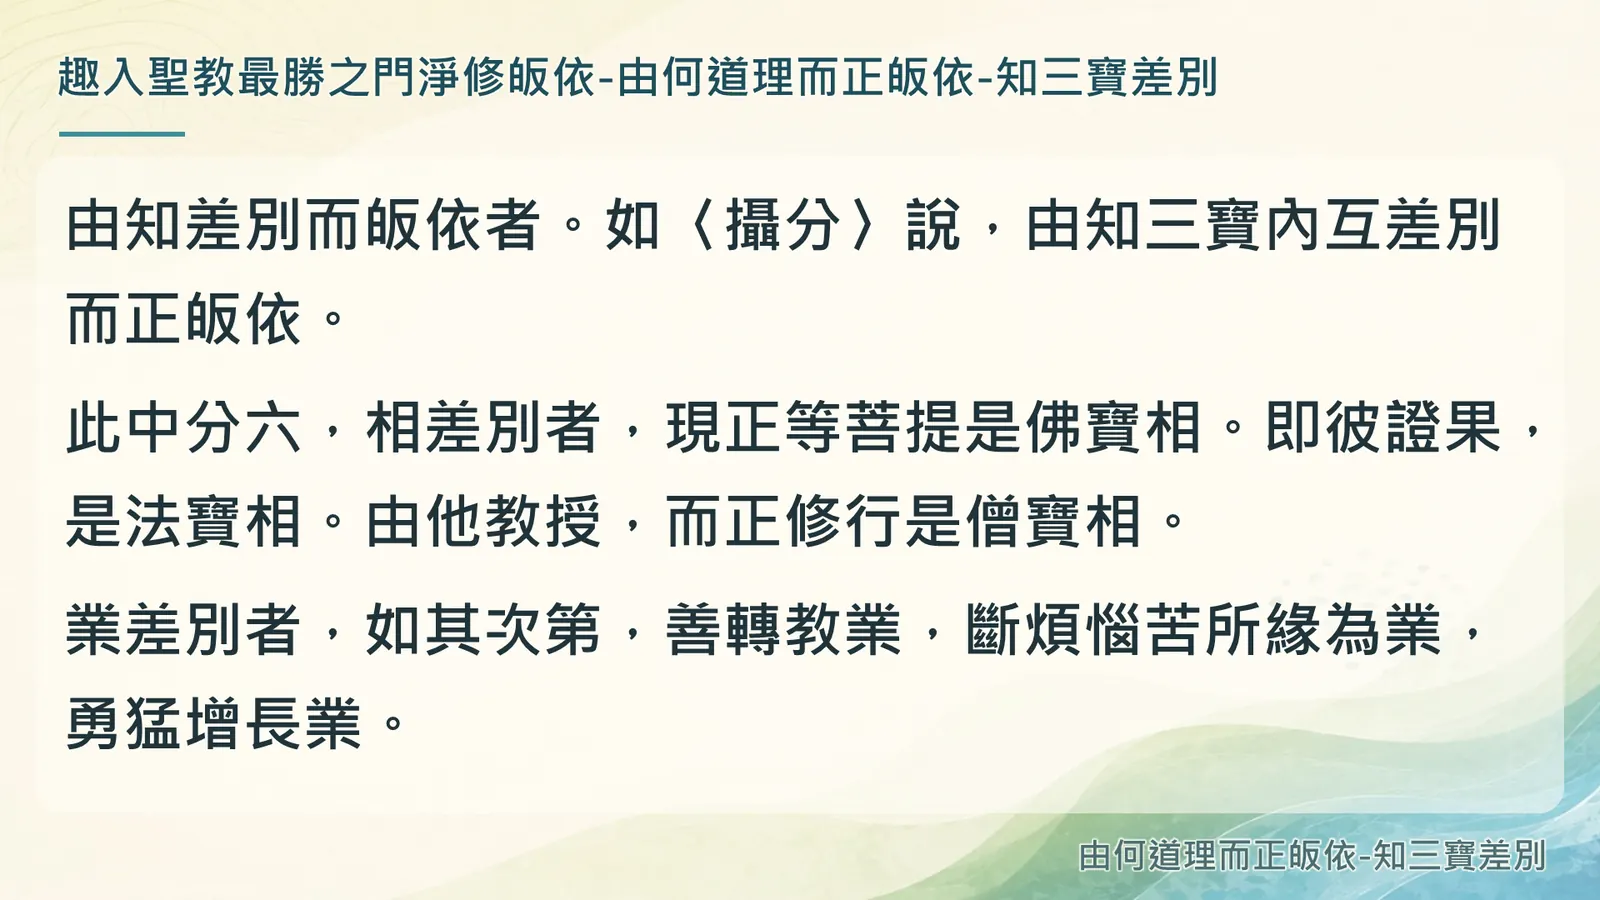 趣入聖教最勝之門淨修皈依-由何道理而正皈依-知三寶差別
由知差別而皈依者。如〈攝分〉說，由知三寶內互差別
而正皈依。
此中分六，相差別者，現正等菩提是佛寶相。即彼證果，
是法寶相。由他教授，而正修行是僧寶相。
業差別者，如其次第，善轉教業，斷煩惱苦所緣為業，
勇猛增長業。
由何道理而正皈依-知三寶差別